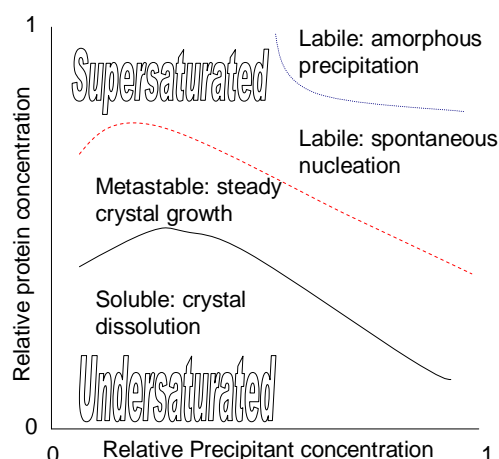 1
Labile: amorphous
precipitation
Supersaturated
Labile: spontaneous
nucleation
Metastable: steady
crystal growth
Relative protein concentration
Soluble: crystal
dissolution
Undersaturated
0
0 Relative Precipitant concentration 1